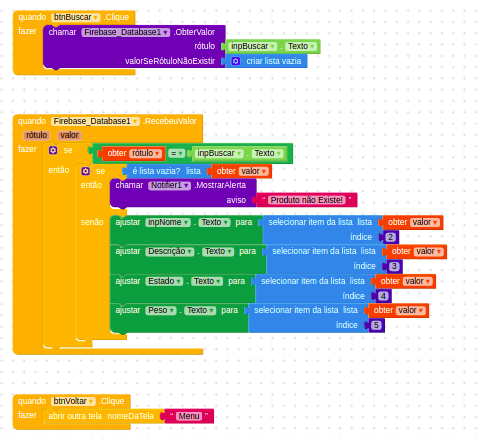 quando btnBuscar .Clique
fazer chamar Firebase_Database1 .ObterValor
rótulo inpBuscar . Texto
valorSeRótuloNãoExistir criar lista vazia
quando Firebase_Database1 .RecebeuValor
rótulo valor
fazer se obter rótulo = inpBuscar . Texto
então se é lista vazia? lista obter valor
então chamar Notifier1 .MostrarAlerta
aviso " Produto não Existe! "
senão ajustar inpNome . Texto para selecionar item da lista lista obter valor
índice 2
ajustar Descrição . Texto para selecionar item da lista lista obter valor
índice 3
ajustar Estado . Texto para selecionar item da lista lista obter valor
índice 4
ajustar Peso . Texto para selecionar item da lista lista obter valor
índice 5
quando btnVoltar .Clique
fazer abrir outra tela nomeDaTela " Menu "